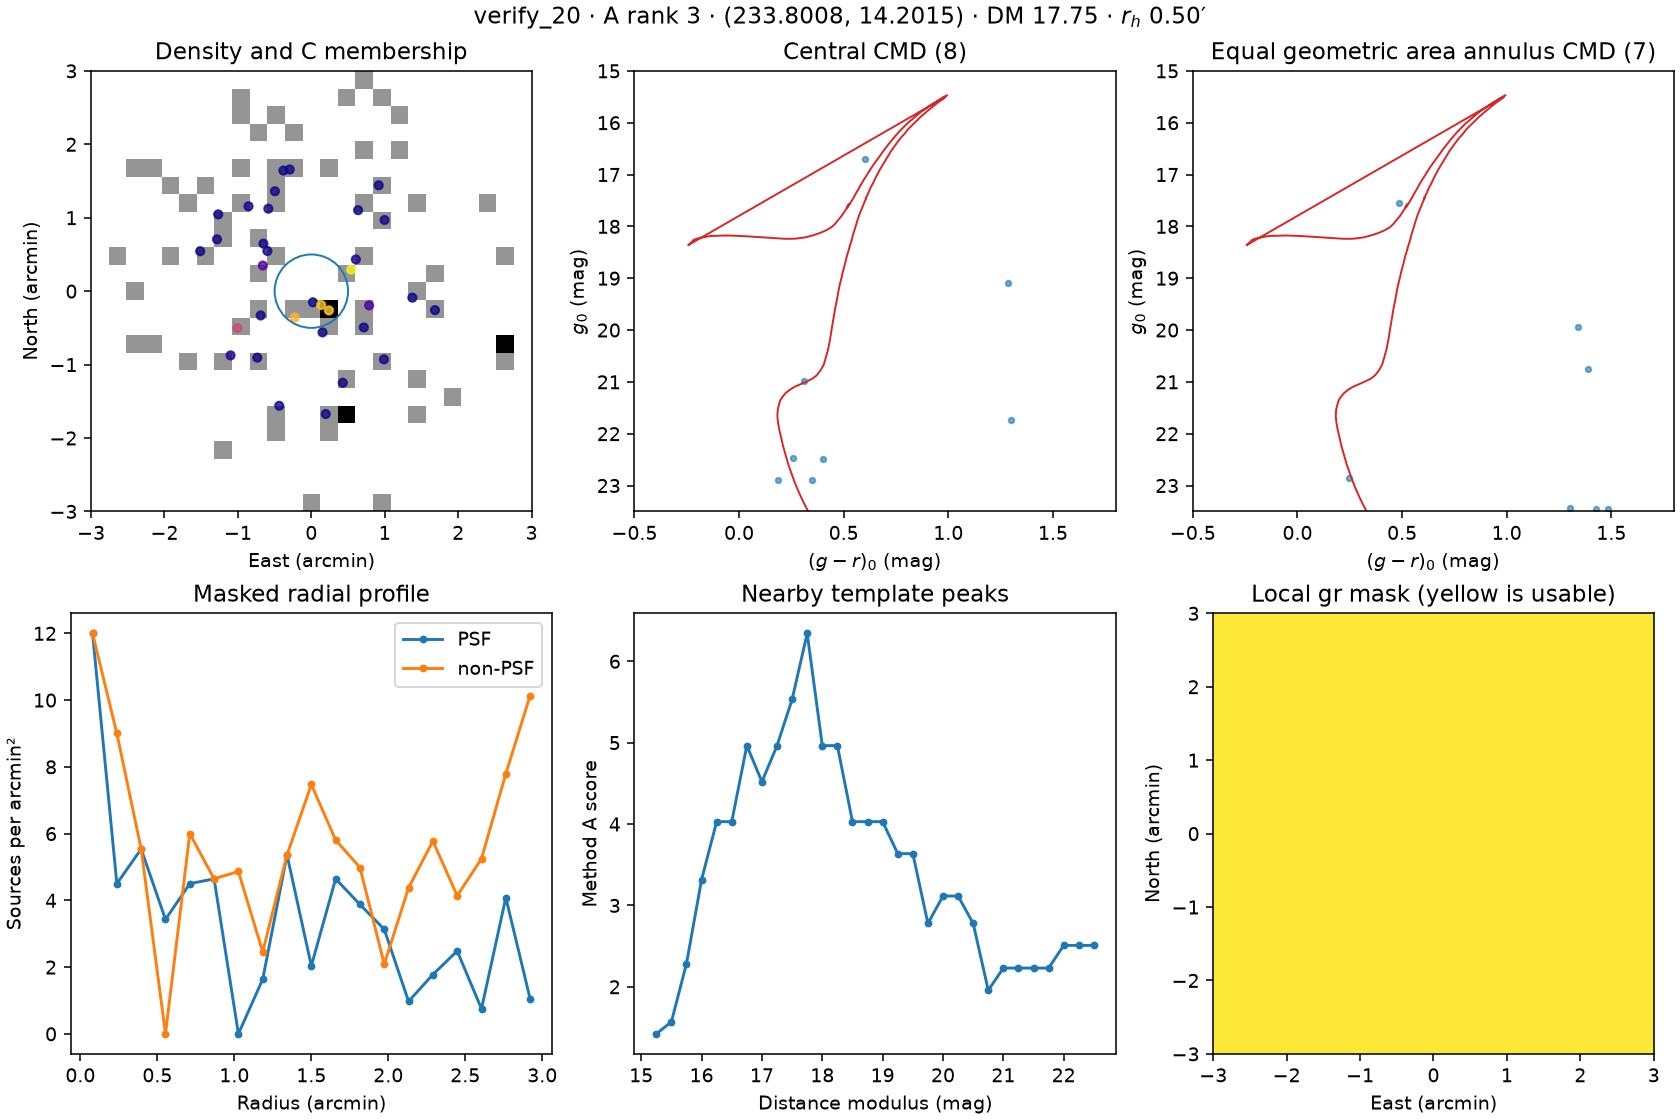 verify_20 · A rank 3 · (233.8008, 14.2015) · DM 17.75 · r_h 0.50′
Density and C membership
3
2
1
0
−1
−2
−3
−3 −2 −1 0 1 2 3
North (arcmin)
East (arcmin)
Central CMD (8)
15
16
17
18
19
20
21
22
23
−0.5 0.0 0.5 1.0 1.5
g₀ (mag)
(g − r)₀ (mag)
Equal geometric area annulus CMD (7)
15
16
17
18
19
20
21
22
23
−0.5 0.0 0.5 1.0 1.5
g₀ (mag)
(g − r)₀ (mag)
Masked radial profile
PSF
non-PSF
12
10
8
6
4
2
0
0.0 0.5 1.0 1.5 2.0 2.5 3.0
Sources per arcmin²
Radius (arcmin)
Nearby template peaks
6
5
4
3
2
15 16 17 18 19 20 21 22
Method A score
Distance modulus (mag)
Local gr mask (yellow is usable)
3
2
1
0
−1
−2
−3
−3 −2 −1 0 1 2 3
North (arcmin)
East (arcmin)